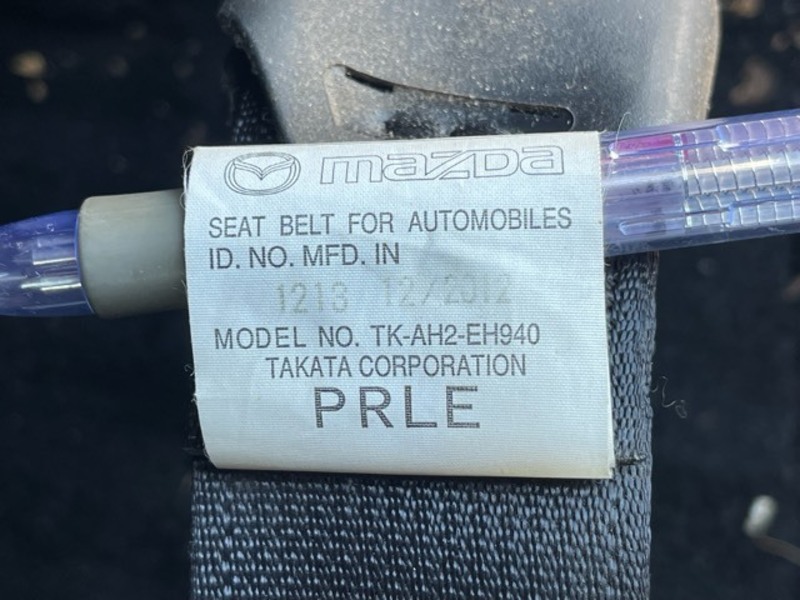 mazda
SEAT BELT FOR AUTOMOBILES
ID. NO. MFD. IN
1213 12/2012
MODEL NO. TK-AH2-EH940
TAKATA CORPORATION
PRLE